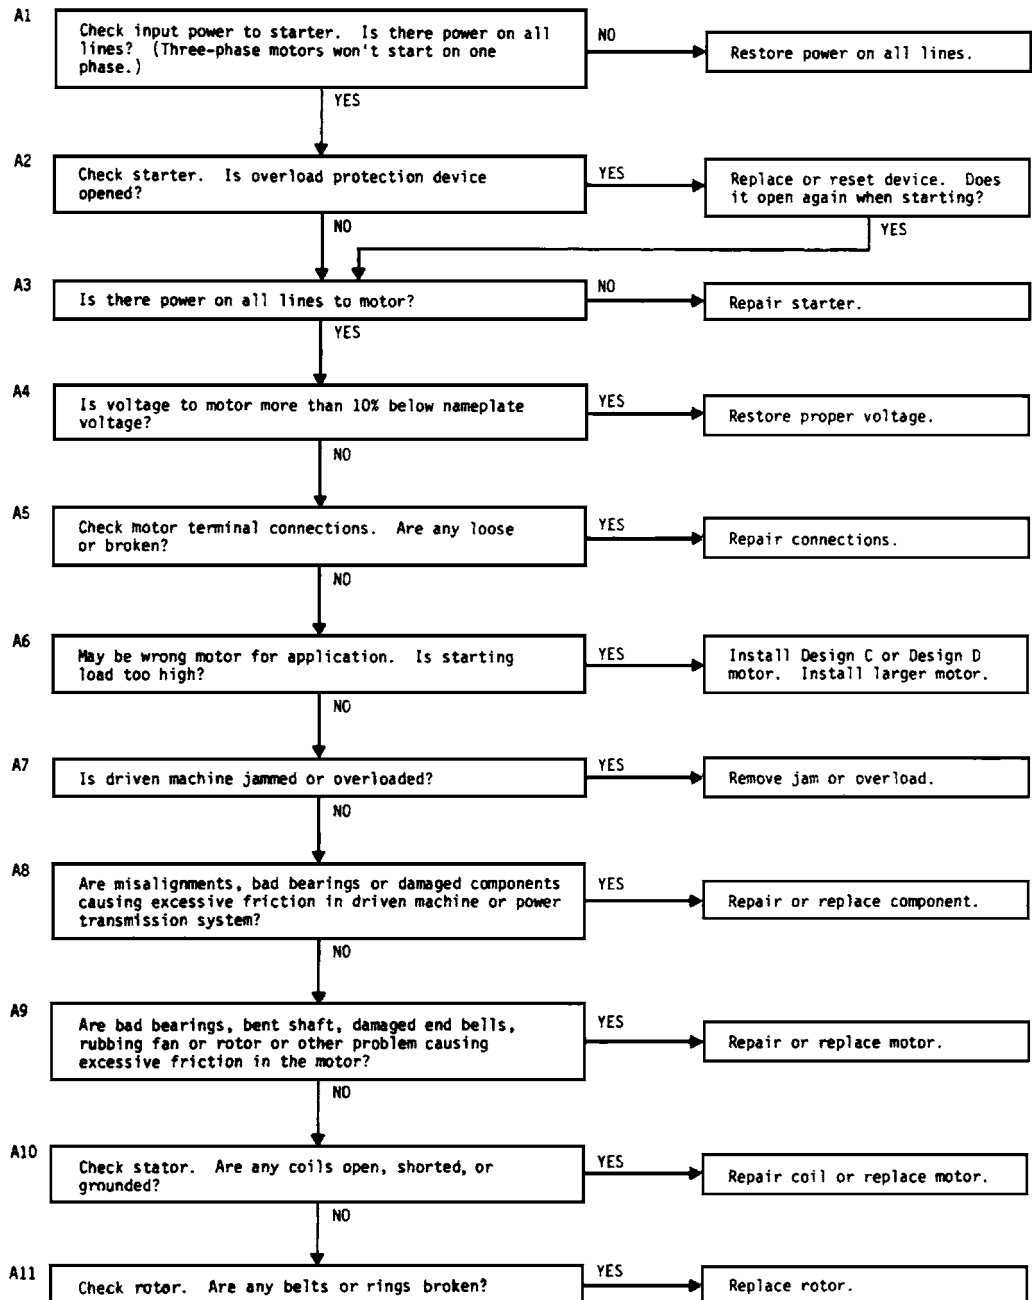 A1
Check input power to starter. Is there power on all
lines? (Three-phase motors won't start on one
phase.)
NO
Restore power on all lines.
YES
A2
Check starter. Is overload protection device
opened?
YES
Replace or reset device. Does
it open again when starting?
NO
YES
A3
Is there power on all lines to motor?
NO
Repair starter.
YES
A4
Is voltage to motor more than 10% below nameplate
voltage?
YES
Restore proper voltage.
NO
A5
Check motor terminal connections. Are any loose
or broken?
YES
Repair connections.
NO
A6
May be wrong motor for application. Is starting
load too high?
YES
Install Design C or Design D
motor. Install larger motor.
NO
A7
Is driven machine jammed or overloaded?
YES
Remove jam or overload.
NO
A8
Are misalignments, bad bearings or damaged components
causing excessive friction in driven machine or power
transmission system?
YES
Repair or replace component.
NO
A9
Are bad bearings, bent shaft, damaged end bells,
rubbing fan or rotor or other problem causing
excessive friction in the motor?
YES
Repair or replace motor.
NO
A10
Check stator. Are any coils open, shorted, or
grounded?
YES
Repair coil or replace motor.
NO
A11
Check rotor. Are any belts or rings broken?
YES
Replace rotor.